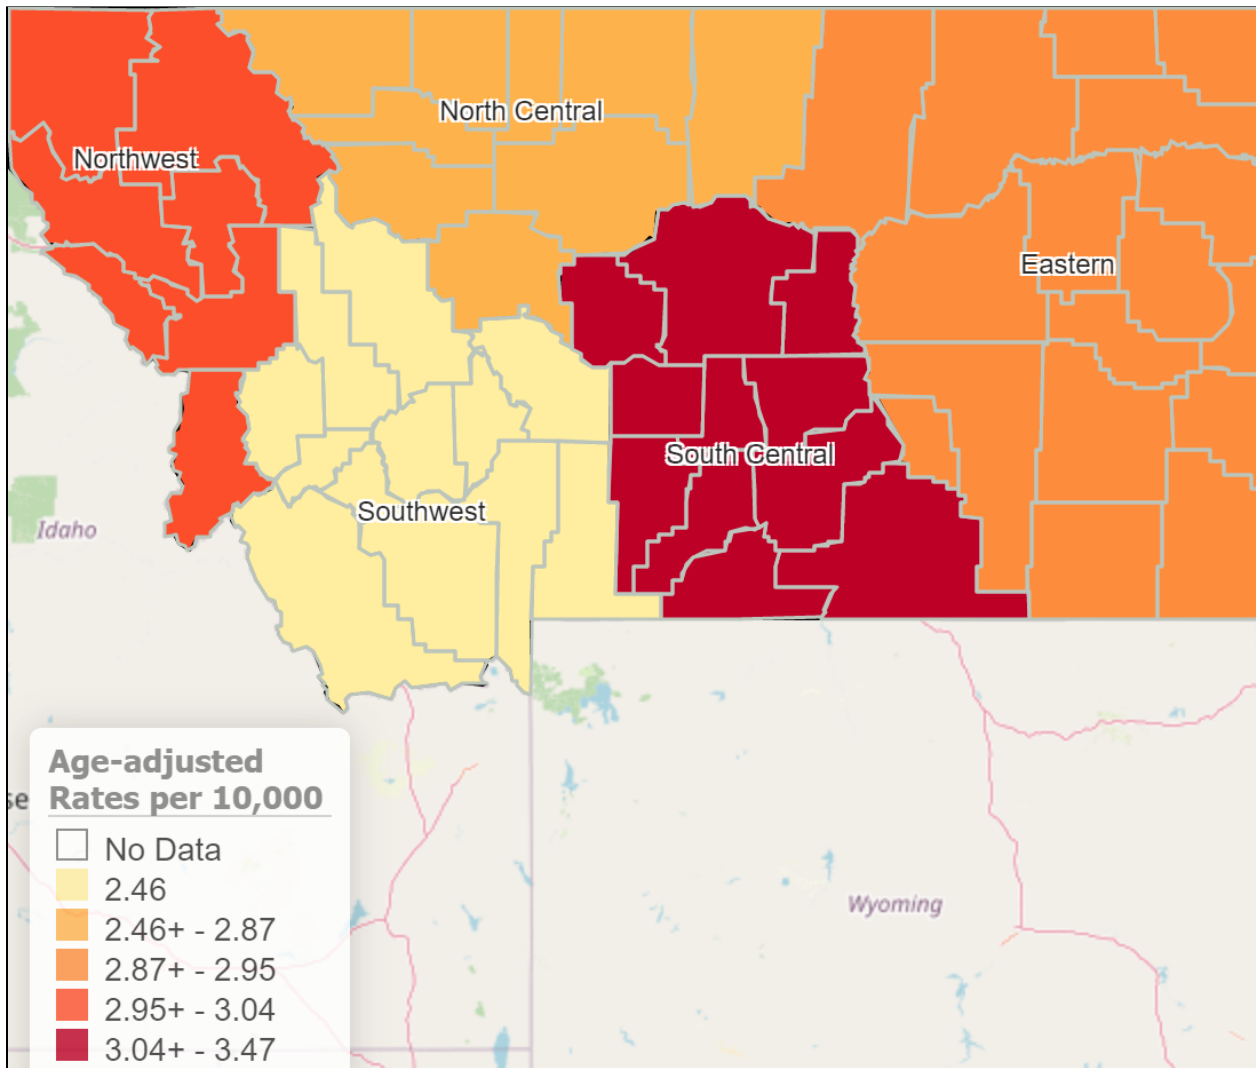 North Central
Northwest
Eastern
South Central
Southwest
Idaho
Age-adjusted
Rates per 10,000
se
No Data
2.46
2.46+ - 2.87
2.87+ - 2.95
2.95+ - 3.04
3.04+ - 3.47
Wyoming